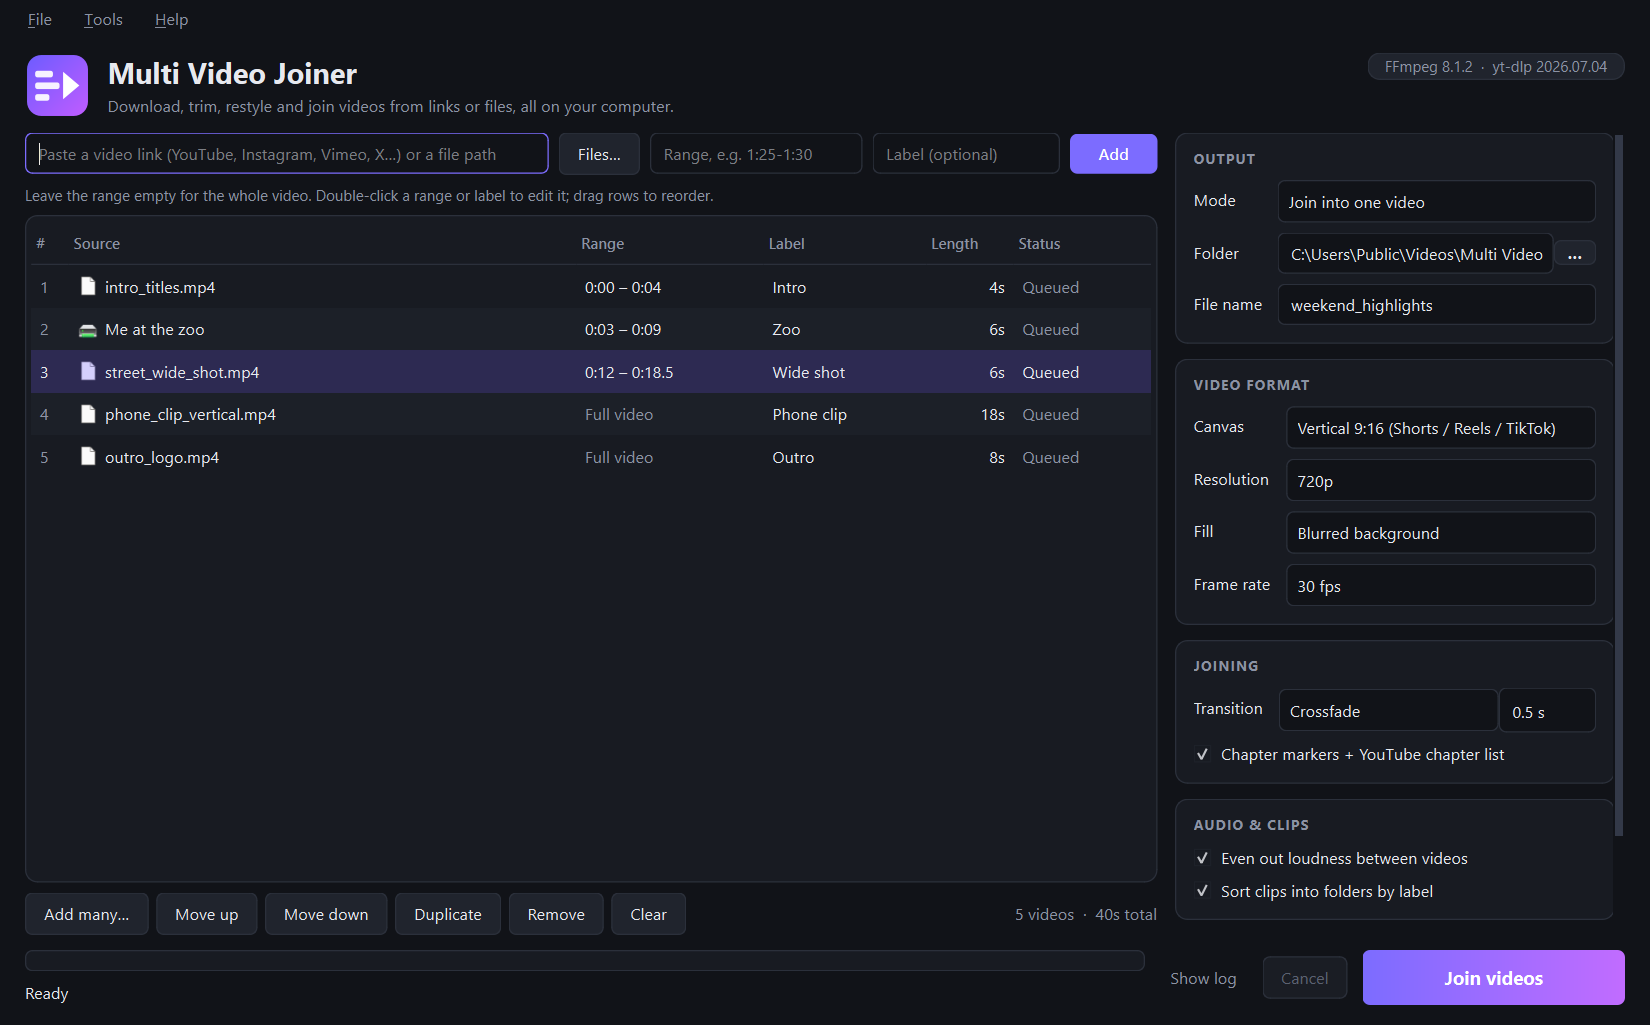 File Tools Help
Multi Video Joiner
Download, trim, restyle and join videos from links or files, all on your computer.
FFmpeg 8.1.2 · yt-dlp 2026.07.04
Paste a video link (YouTube, Instagram, Vimeo, X...) or a file path
Files...
Range, e.g. 1:25-1:30
Label (optional)
Add
Leave the range empty for the whole video. Double-click a range or label to edit it; drag rows to reorder.
# Source Range Label Length Status
1 intro_titles.mp4 0:00 – 0:04 Intro 4s Queued
2 Me at the zoo 0:03 – 0:09 Zoo 6s Queued
3 street_wide_shot.mp4 0:12 – 0:18.5 Wide shot 6s Queued
4 phone_clip_vertical.mp4 Full video Phone clip 18s Queued
5 outro_logo.mp4 Full video Outro 8s Queued
Add many...
Move up
Move down
Duplicate
Remove
Clear
5 videos · 40s total
Ready
OUTPUT
Mode Join into one video
Folder C:\Users\Public\Videos\Multi Video ...
File name weekend_highlights
VIDEO FORMAT
Canvas Vertical 9:16 (Shorts / Reels / TikTok)
Resolution 720p
Fill Blurred background
Frame rate 30 fps
JOINING
Transition Crossfade 0.5 s
✓ Chapter markers + YouTube chapter list
AUDIO & CLIPS
✓ Even out loudness between videos
✓ Sort clips into folders by label
Show log
Cancel
Join videos